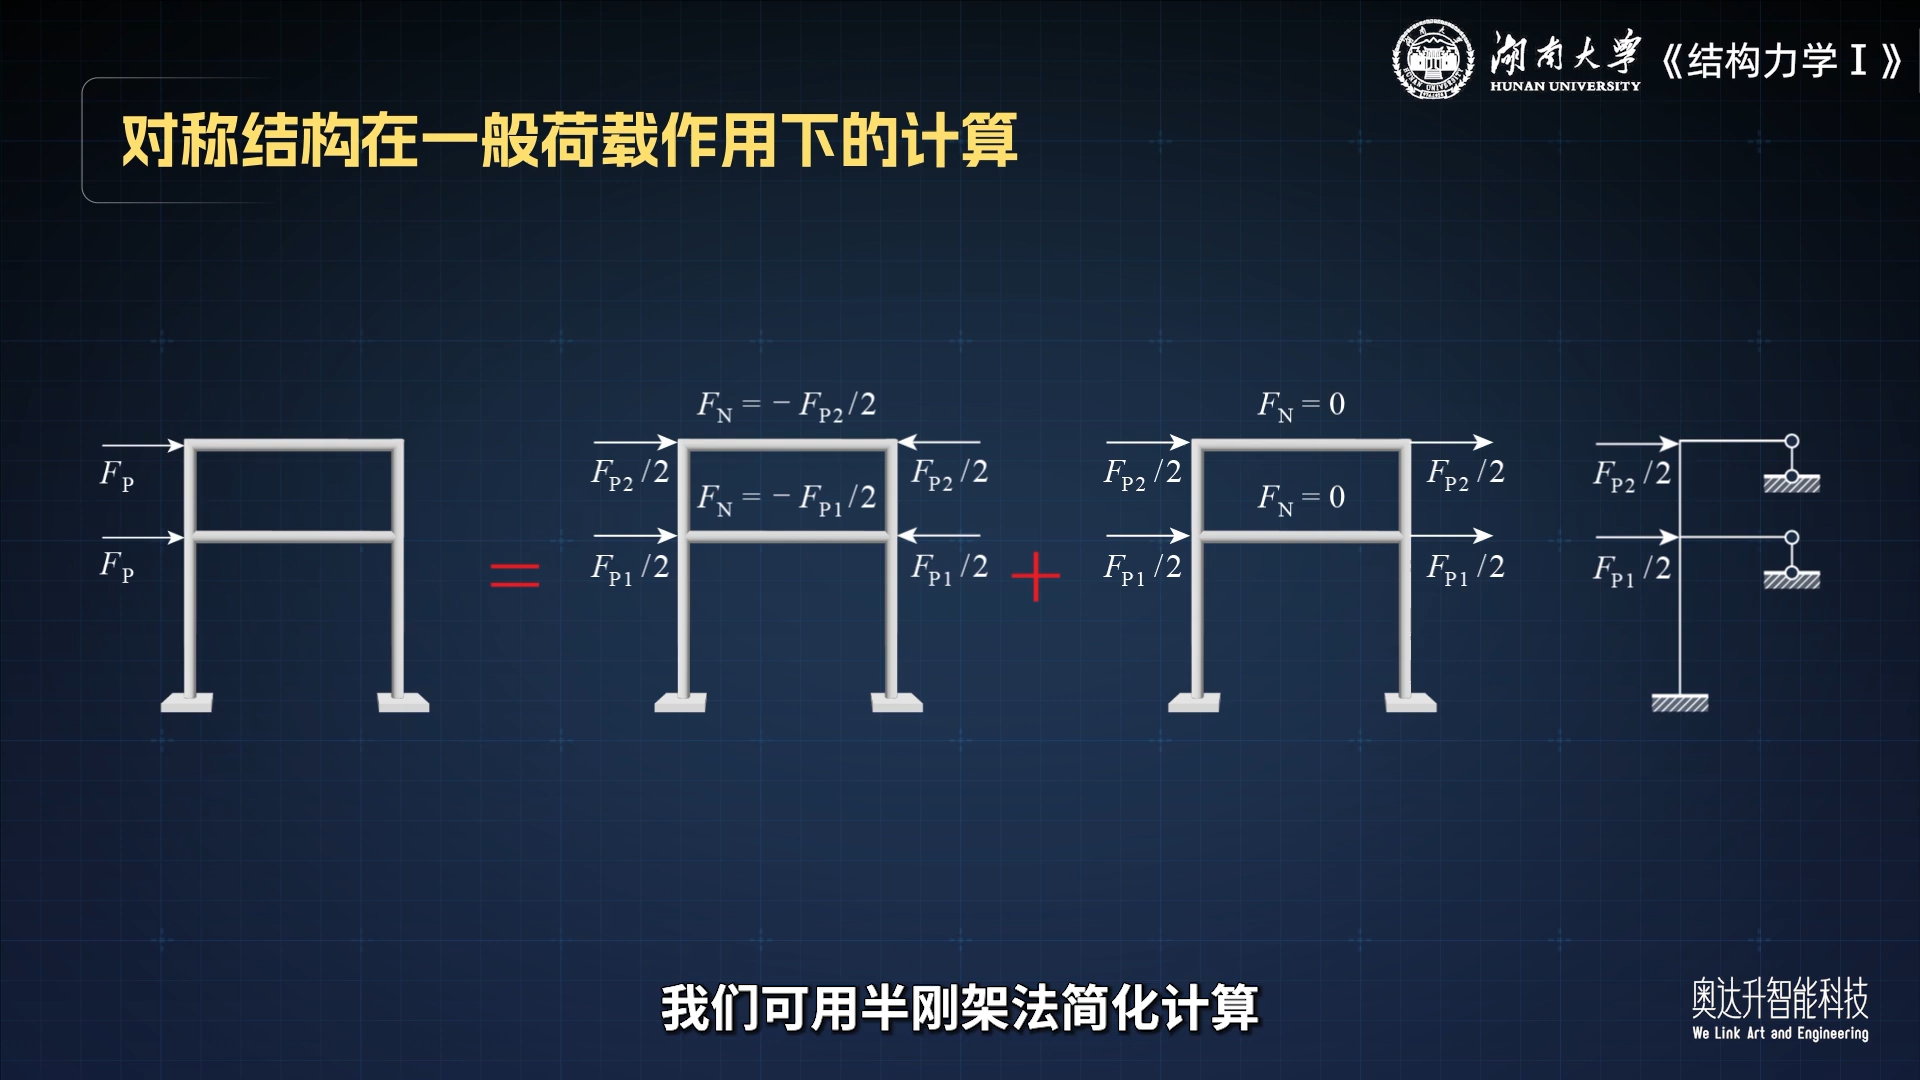 湖南大学
HUNAN UNIVERSITY
《结构力学Ⅰ》
对称结构在一般荷载作用下的计算
F_P
F_P
=
F_N = − F_P2 /2
F_P2 /2
F_P2 /2
F_N = − F_P1 /2
F_P1 /2
F_P1 /2
+
F_N = 0
F_P2 /2
F_P2 /2
F_N = 0
F_P1 /2
F_P1 /2
F_P2 /2
F_P1 /2
我们可用半刚架法简化计算
奥达升智能科技
We Link Art and Engineering